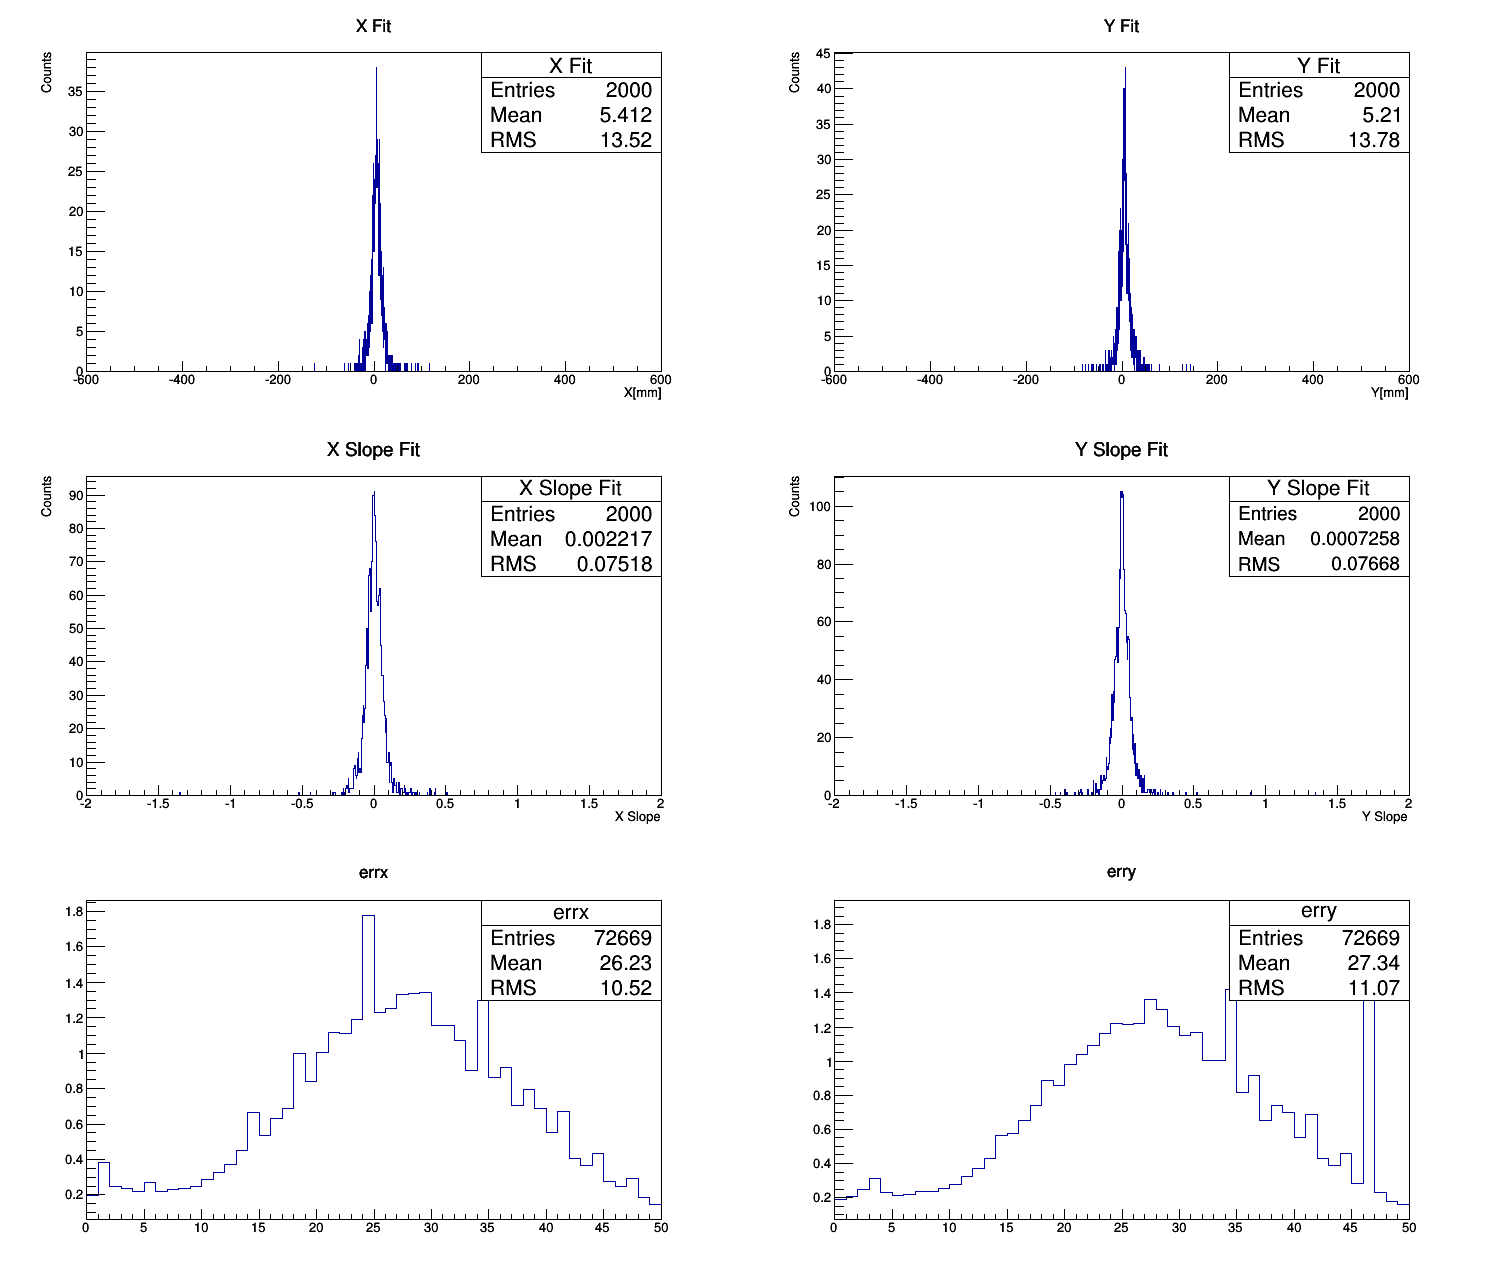 X Fit
Counts
X Fit
Entries 2000
Mean 5.412
RMS 13.52
35
30
25
20
15
10
5
0
-600 -400 -200 0 200 400 600
X[mm]
Y Fit
Counts
Y Fit
Entries 2000
Mean 5.21
RMS 13.78
45
40
35
30
25
20
15
10
5
0
-600 -400 -200 0 200 400 600
Y[mm]
X Slope Fit
Counts
X Slope Fit
Entries 2000
Mean 0.002217
RMS 0.07518
90
80
70
60
50
40
30
20
10
0
-2 -1.5 -1 -0.5 0 0.5 1 1.5 2
X Slope
Y Slope Fit
Counts
Y Slope Fit
Entries 2000
Mean 0.0007258
RMS 0.07668
100
80
60
40
20
0
-2 -1.5 -1 -0.5 0 0.5 1 1.5 2
Y Slope
errx
errx
Entries 72669
Mean 26.23
RMS 10.52
1.8
1.6
1.4
1.2
1
0.8
0.6
0.4
0.2
0 5 10 15 20 25 30 35 40 45 50
erry
erry
Entries 72669
Mean 27.34
RMS 11.07
1.8
1.6
1.4
1.2
1
0.8
0.6
0.4
0.2
0 5 10 15 20 25 30 35 40 45 50